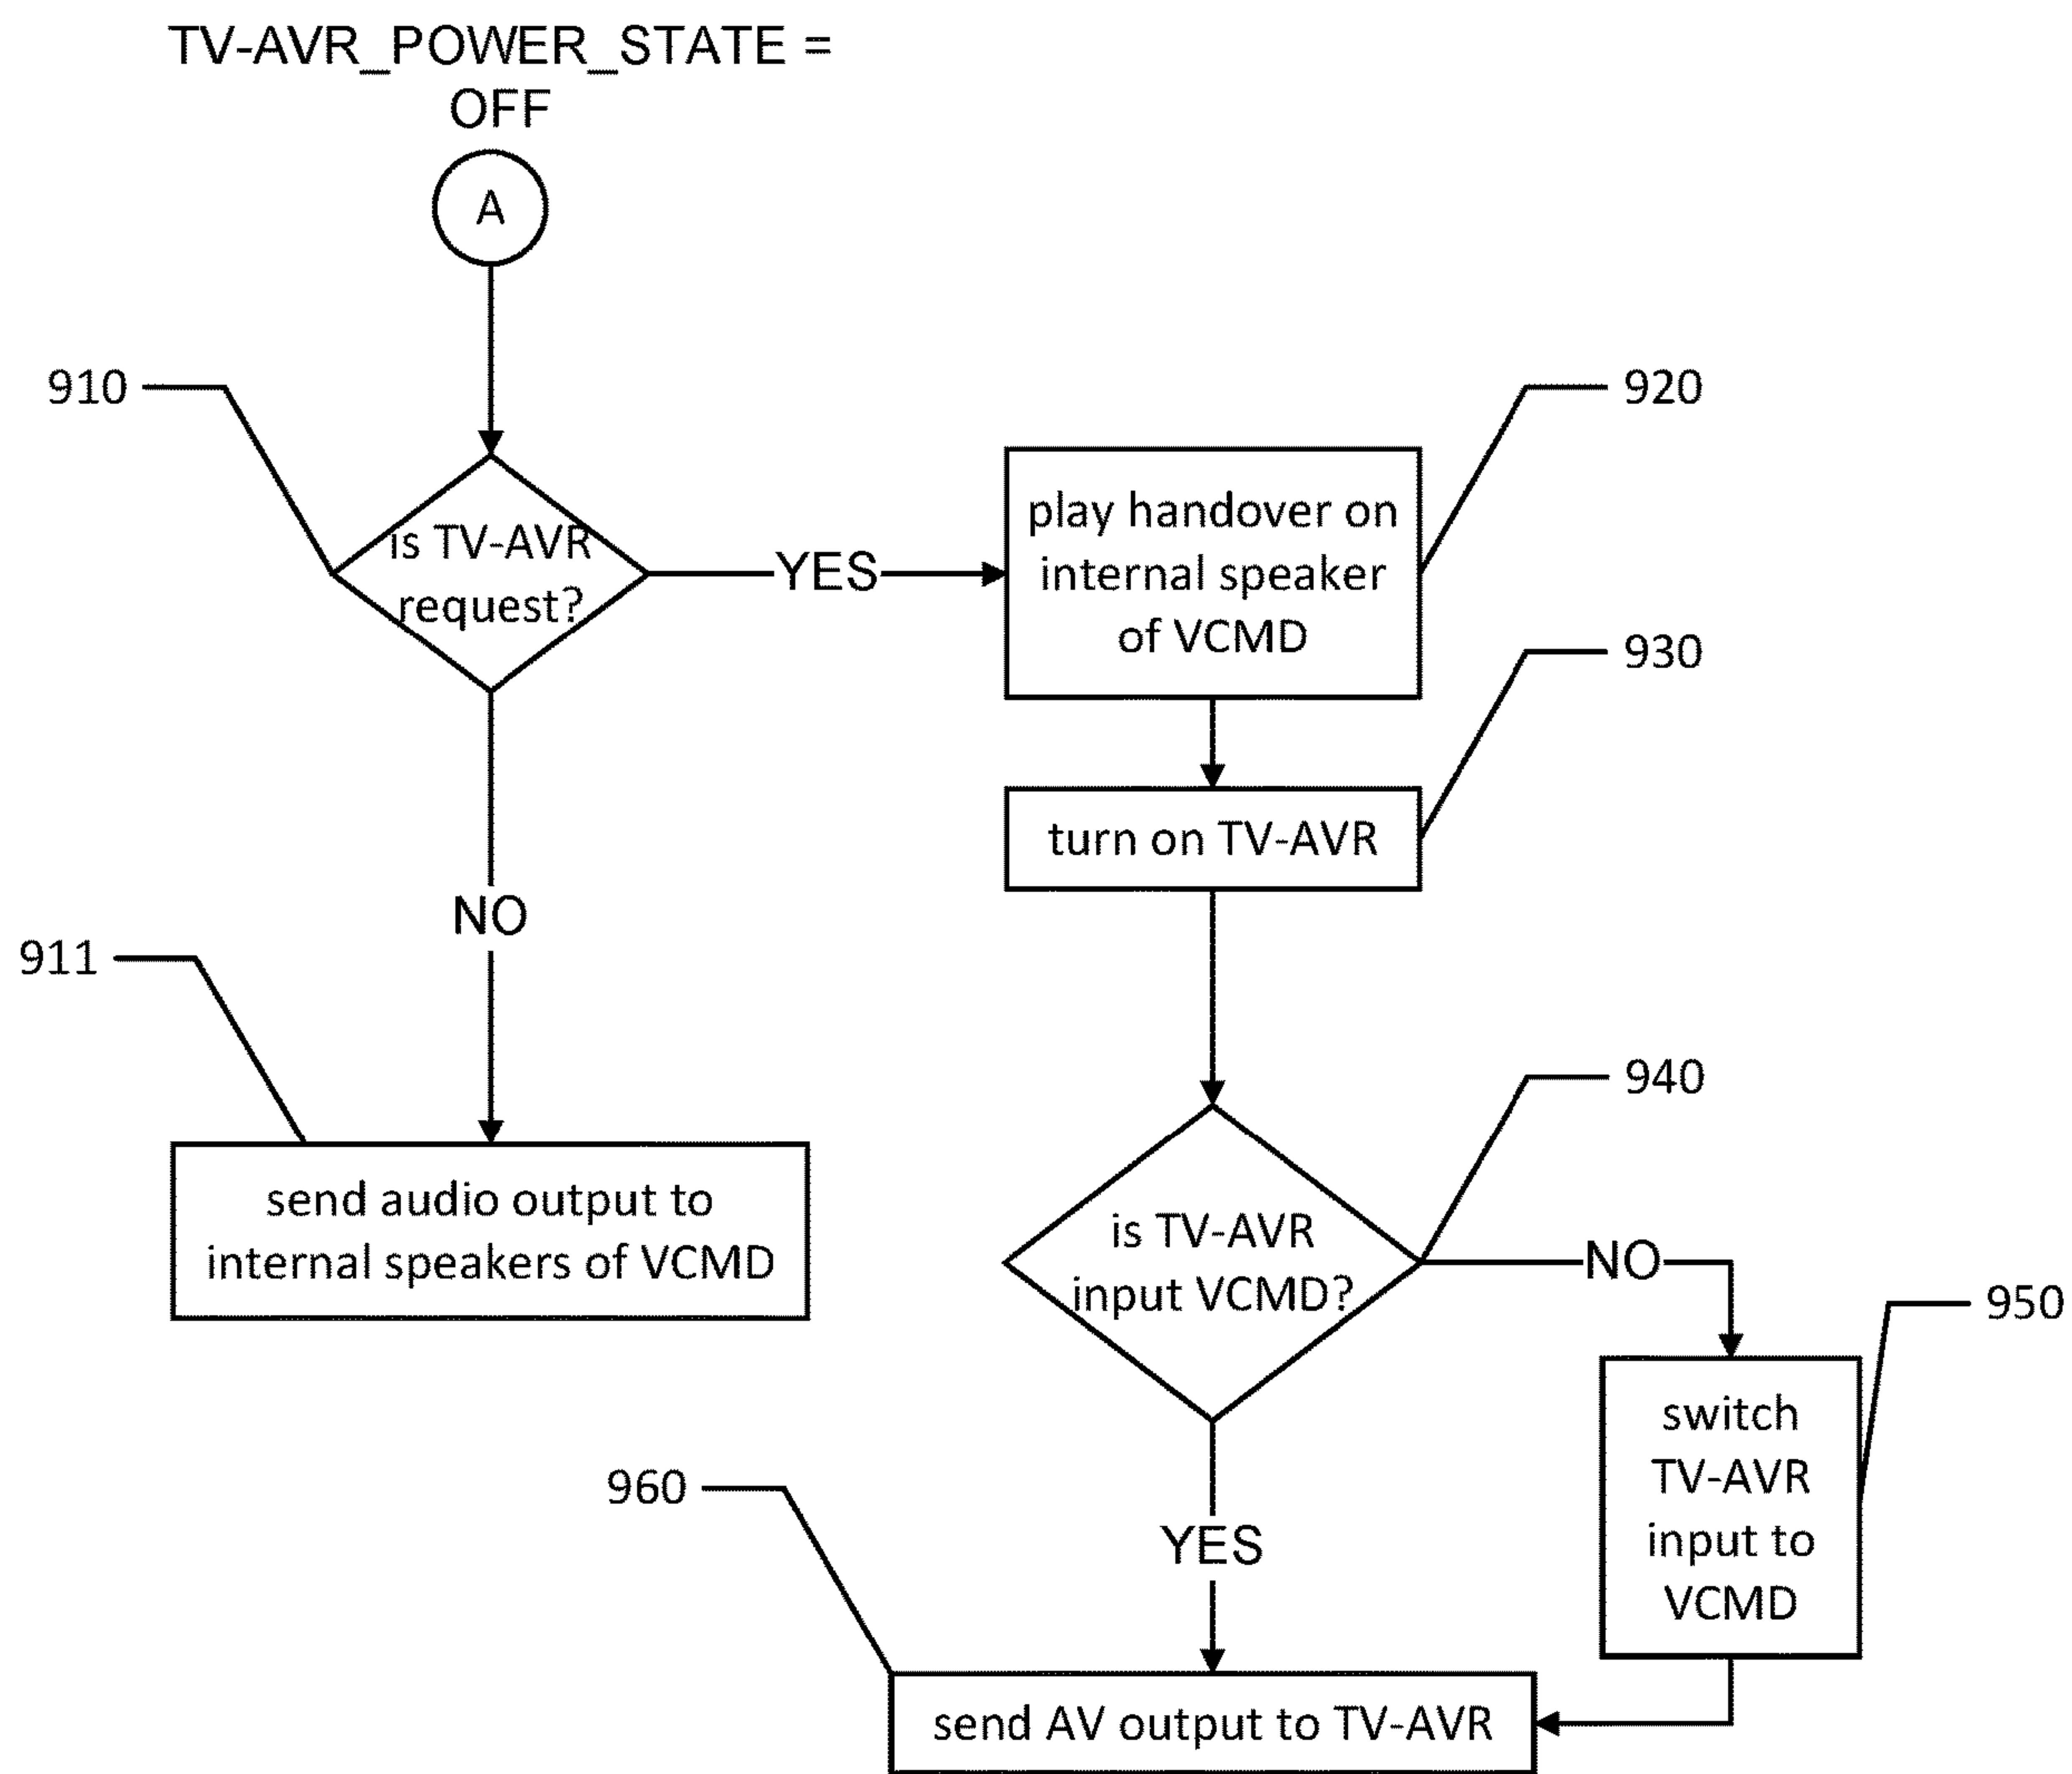 TV-AVR_POWER_STATE =
OFF
A
910
920
is TV-AVR
request?
YES
play handover on
internal speaker
of VCMD
930
turn on TV-AVR
NO
911
send audio output to
internal speakers of VCMD
940
is TV-AVR
input VCMD?
NO
950
switch
TV-AVR
input to
VCMD
960
YES
send AV output to TV-AVR